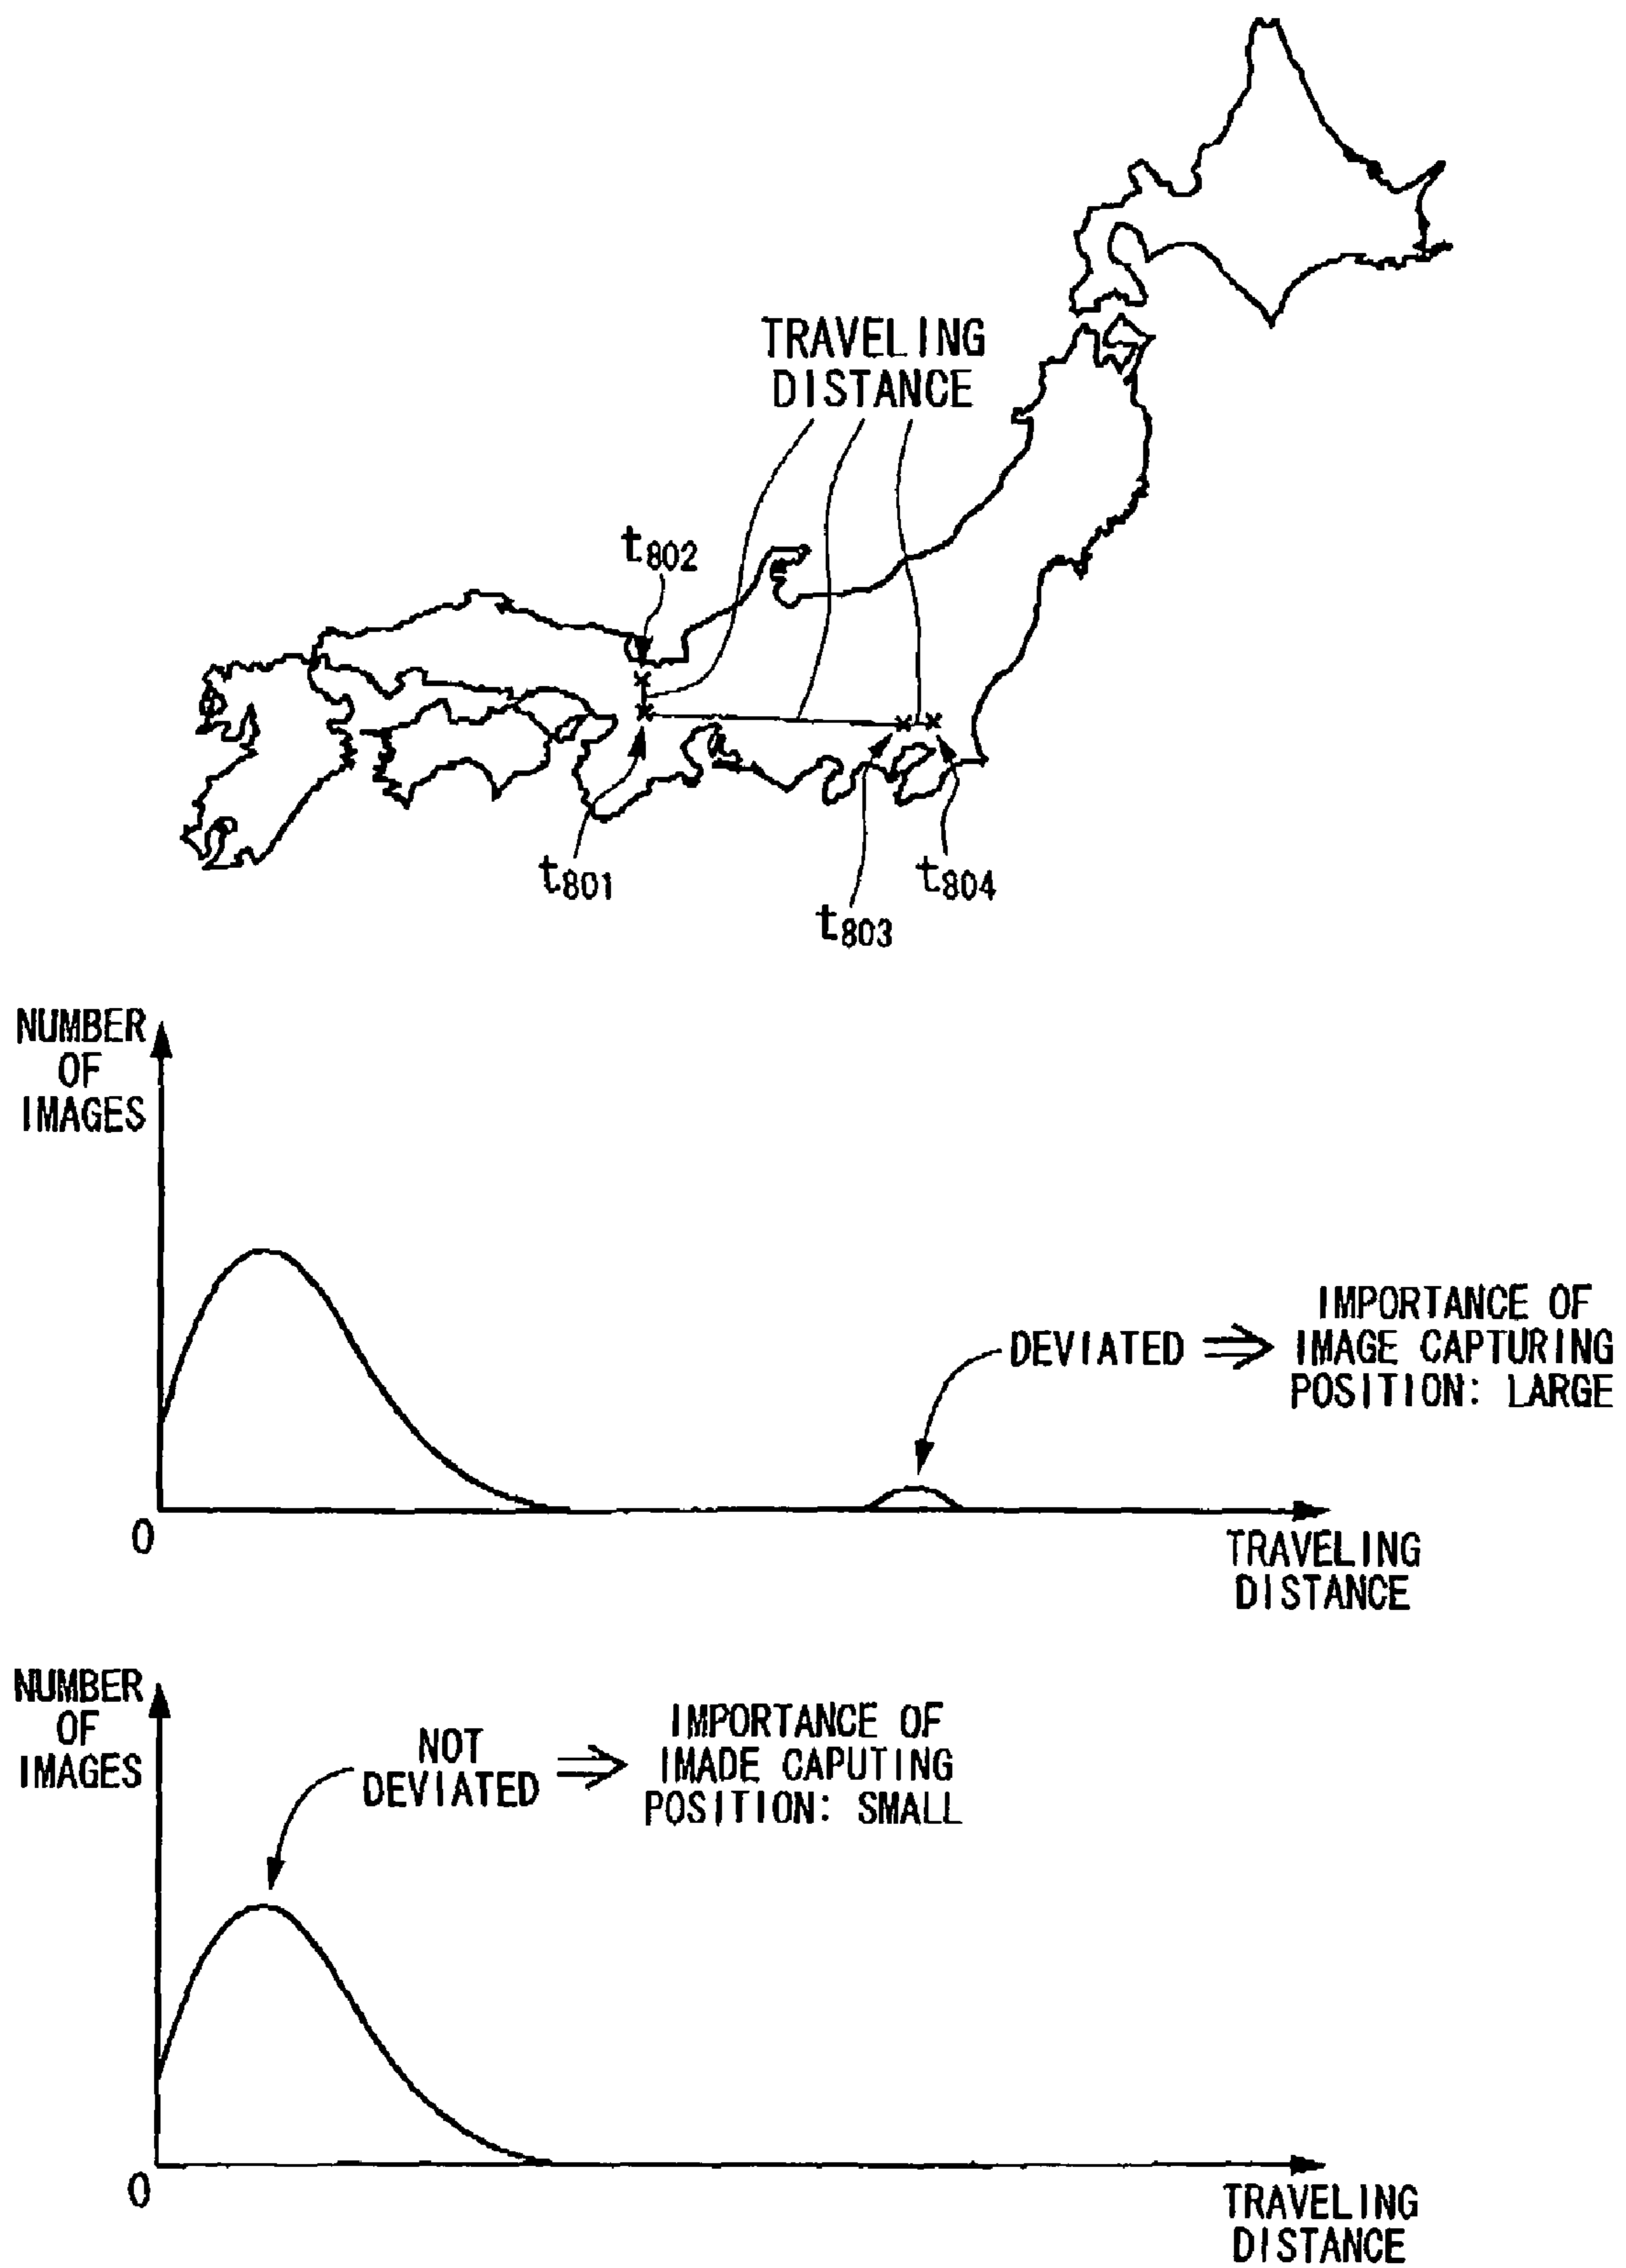 TRAVELING
DISTANCE
t802
t801
t804
t803
NUMBER
OF
IMAGES
DEVIATED ⇒ IMPORTANCE OF
IMAGE CAPTURING
POSITION: LARGE
0
TRAVELING
DISTANCE
NUMBER
OF
IMAGES
NOT
DEVIATED ⇒ IMPORTANCE OF
IMADE CAPUTING
POSITION: SMALL
0
TRAVELING
DISTANCE